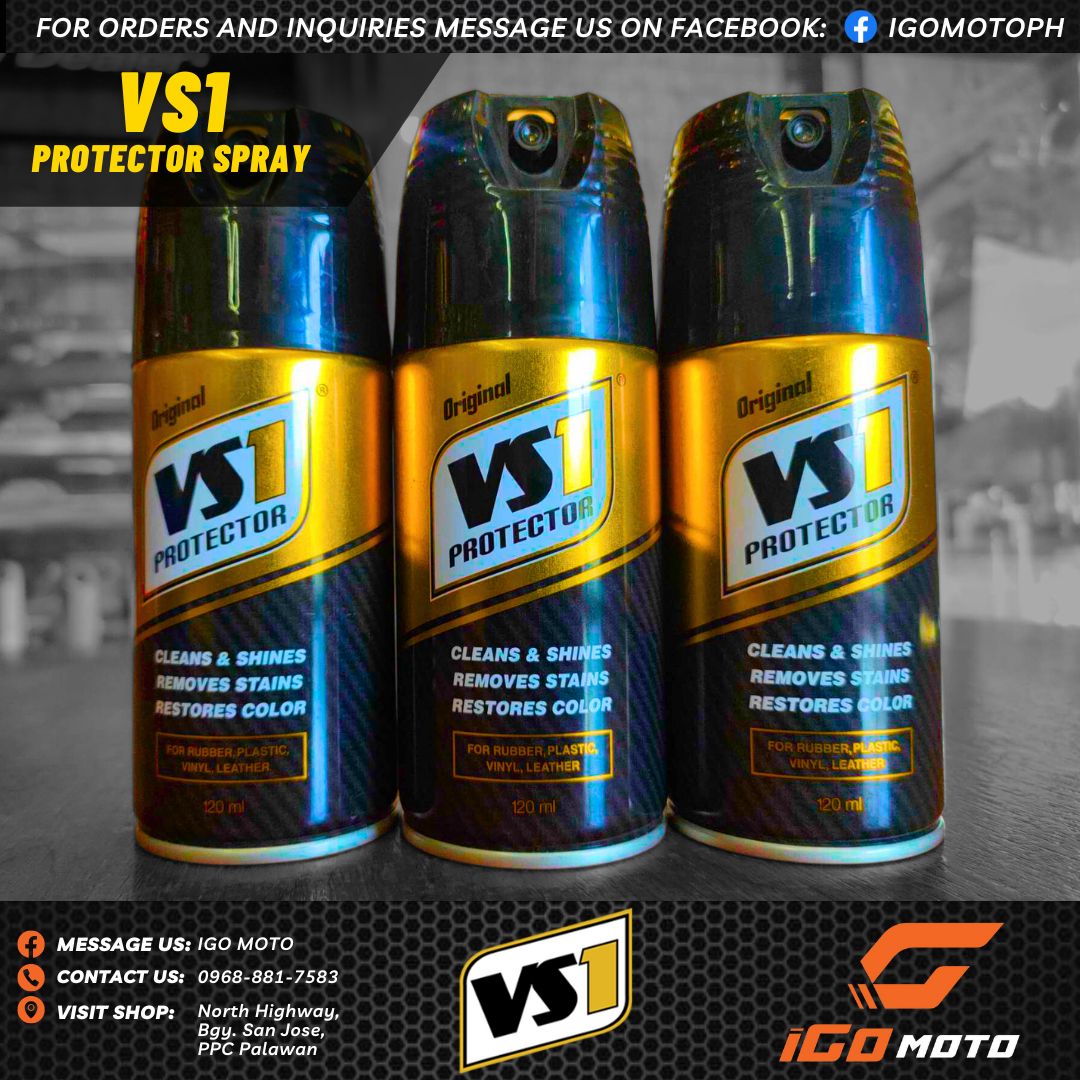 FOR ORDERS AND INQUIRIES MESSAGE US ON FACEBOOK: IGOMOTOPH
VS1
PROTECTOR SPRAY
Original
VS1
PROTECTOR
CLEANS & SHINES
REMOVES STAINS
RESTORES COLOR
FOR RUBBER, PLASTIC,
VINYL, LEATHER
120 ml
Original
VS1
PROTECTOR
CLEANS & SHINES
REMOVES STAINS
RESTORES COLOR
FOR RUBBER, PLASTIC,
VINYL, LEATHER
120 ml
Original
VS1
PROTECTOR
CLEANS & SHINES
REMOVES STAINS
RESTORES COLOR
FOR RUBBER, PLASTIC,
VINYL, LEATHER
120 ml
MESSAGE US: IGO MOTO
CONTACT US: 0968-881-7583
VISIT SHOP: North Highway,
Bgy. San Jose,
PPC Palawan
VS1
iGO MOTO